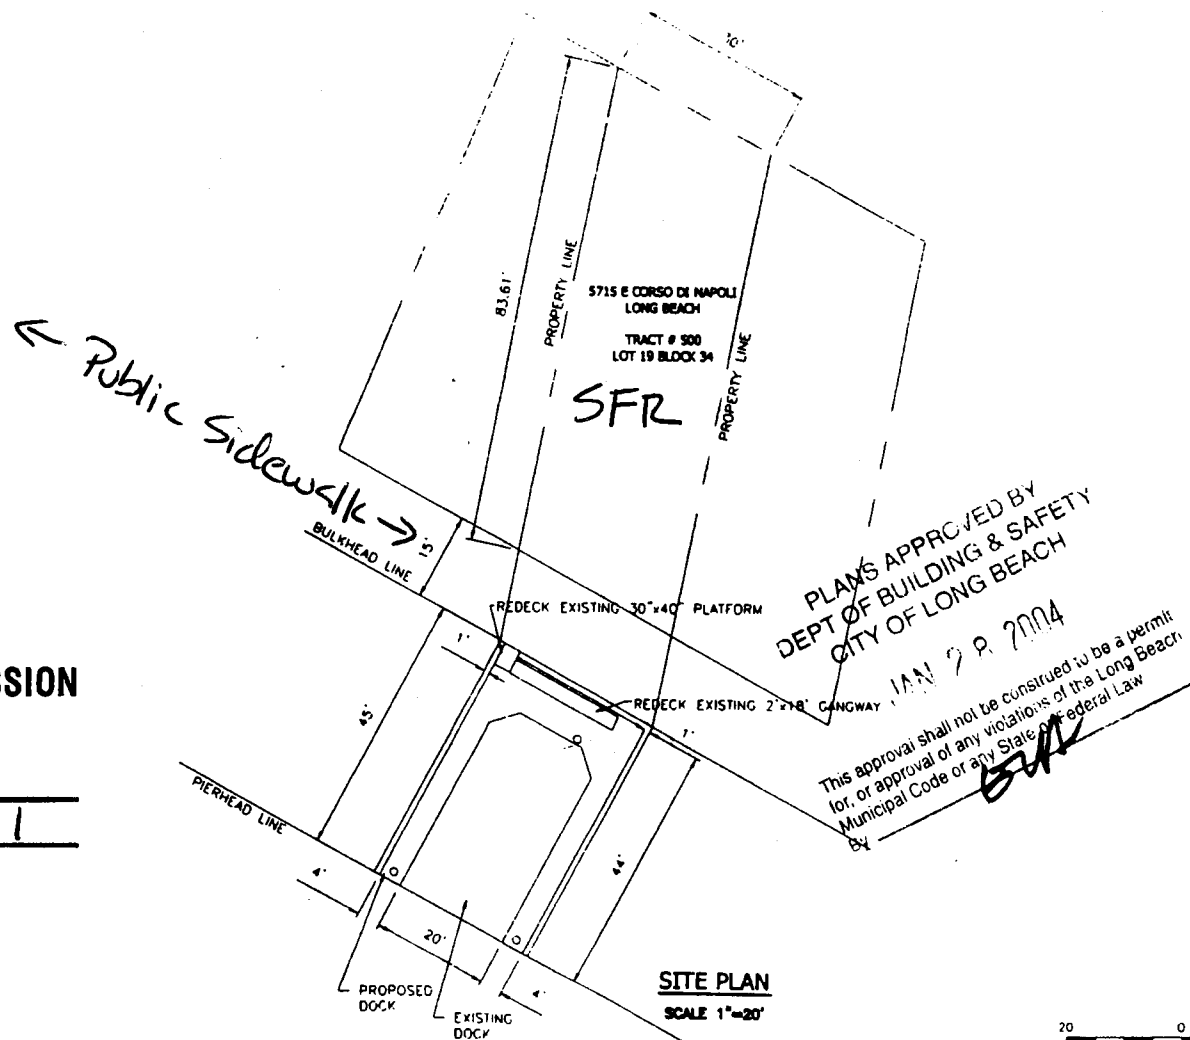 30'
83.61'
PROPERTY LINE
5715 E CORSO DI NAPOLI
LONG BEACH
TRACT # 500
LOT 19 BLOCK 34
SFR
PROPERTY LINE
← Public Sidewalk →
BULKHEAD LINE
15'
PLANS APPROVED BY
DEPT OF BUILDING & SAFETY
CITY OF LONG BEACH
JAN 28 2004
This approval shall not be construed to be a permit
for, or approval of any violations of the Long Beach
Municipal Code or any State or Federal Law
By
REDECK EXISTING 30"x40" PLATFORM
1'
REDECK EXISTING 2'x18' GANGWAY
1'
SSION
45'
PIERHEAD LINE
1
44'
4'
20'
4'
PROPOSED
DOCK
EXISTING
DOCK
SITE PLAN
SCALE 1"=20'
20 0